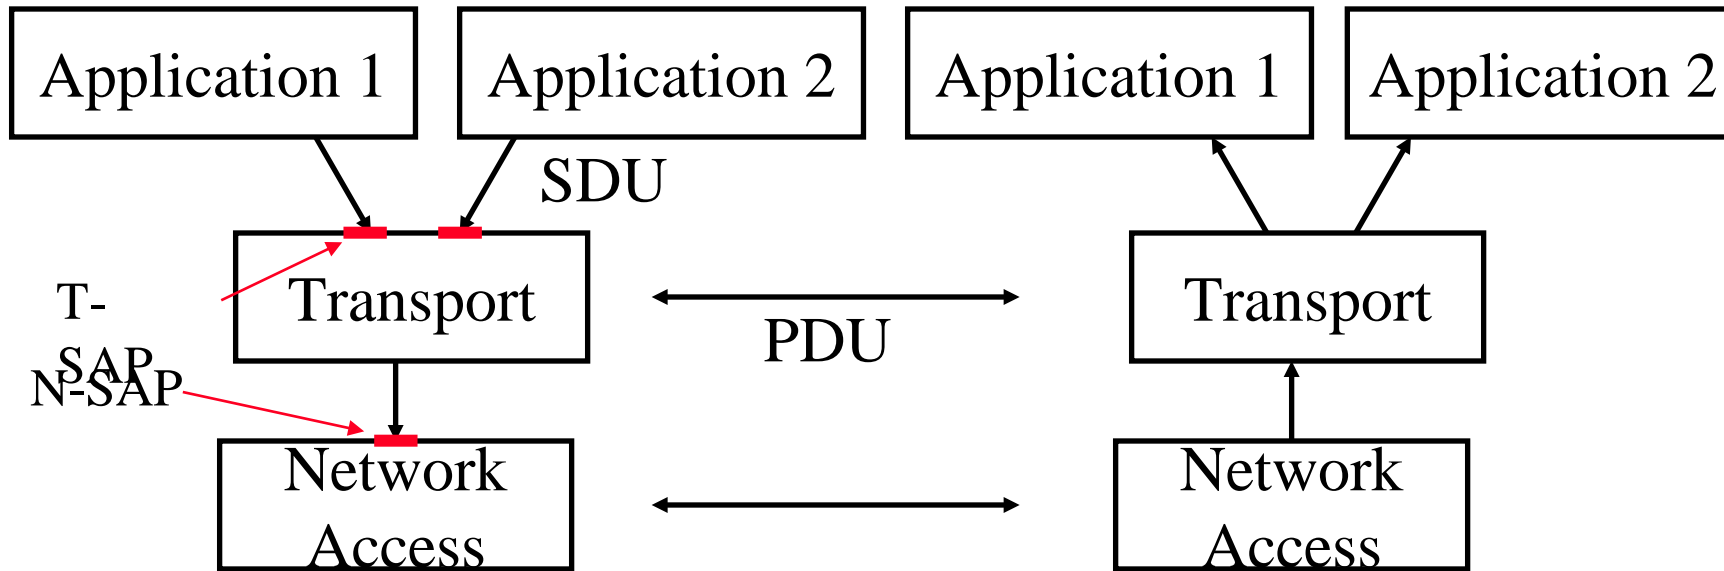 Application 1
Application 2
Application 1
Application 2
SDU
T-
SAP
Transport
PDU
Transport
N-SAP
Network
Access
Network
Access